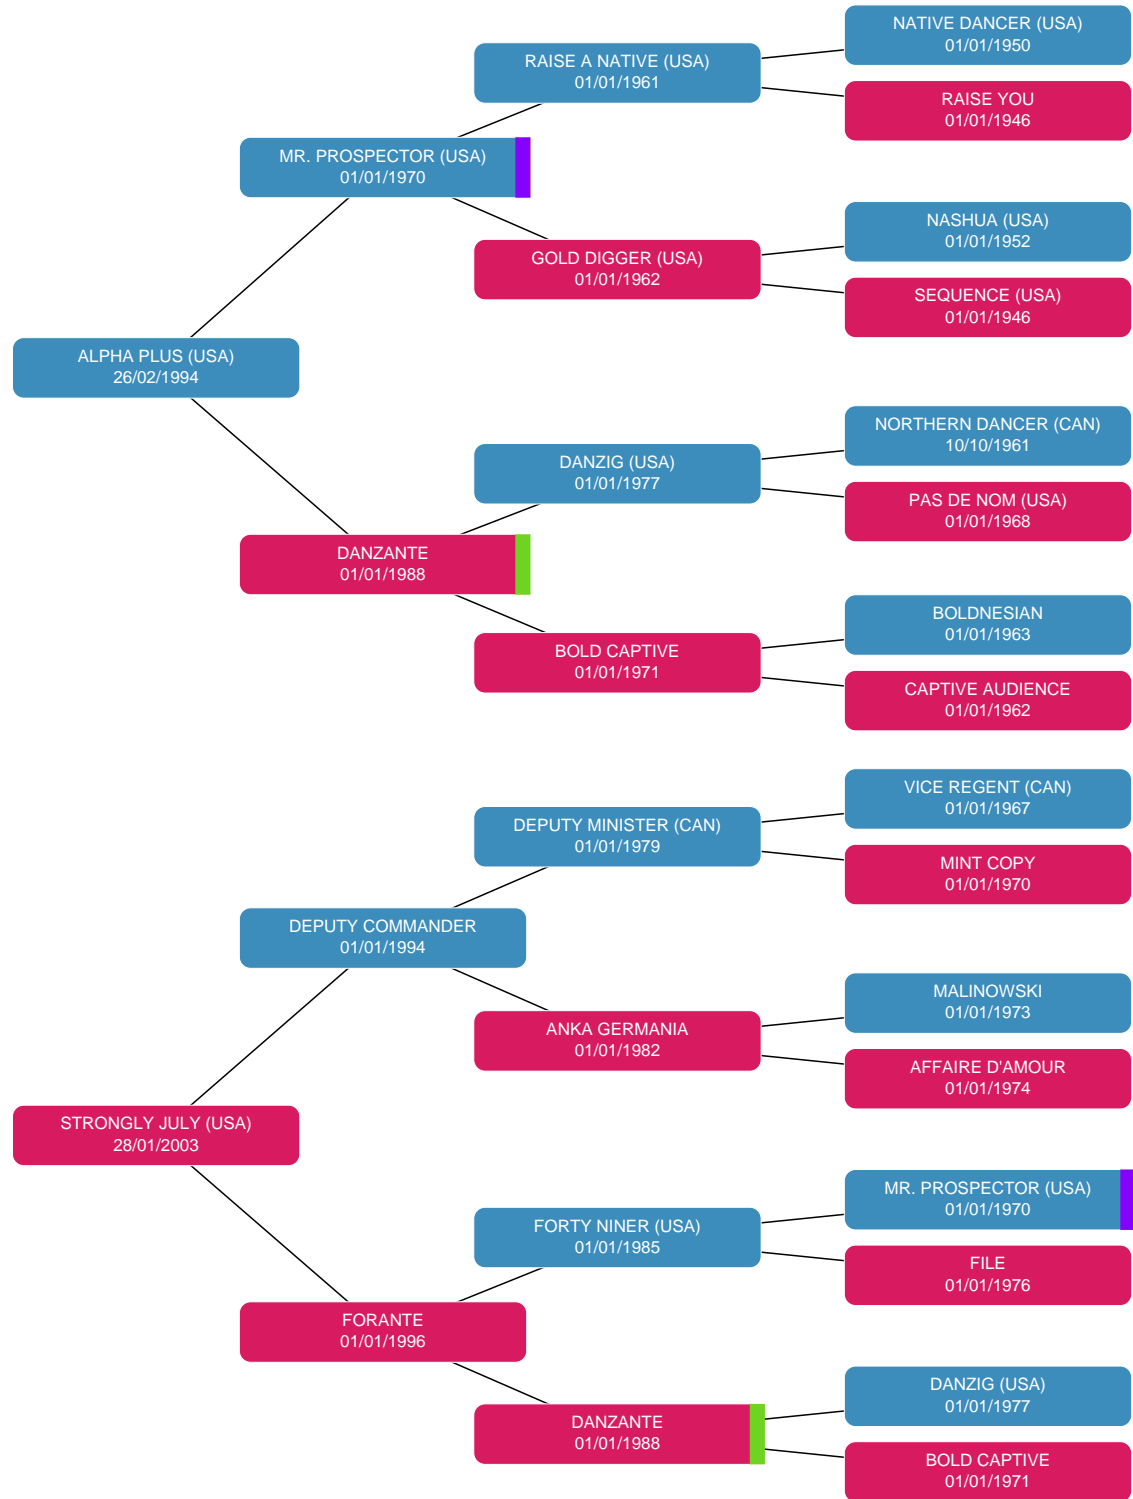 NATIVE DANCER (USA)
01/01/1950
RAISE A NATIVE (USA)
01/01/1961
RAISE YOU
01/01/1946
MR. PROSPECTOR (USA)
01/01/1970
NASHUA (USA)
01/01/1952
GOLD DIGGER (USA)
01/01/1962
SEQUENCE (USA)
01/01/1946
ALPHA PLUS (USA)
26/02/1994
NORTHERN DANCER (CAN)
10/10/1961
DANZIG (USA)
01/01/1977
PAS DE NOM (USA)
01/01/1968
DANZANTE
01/01/1988
BOLDNESIAN
01/01/1963
BOLD CAPTIVE
01/01/1971
CAPTIVE AUDIENCE
01/01/1962
VICE REGENT (CAN)
01/01/1967
DEPUTY MINISTER (CAN)
01/01/1979
MINT COPY
01/01/1970
DEPUTY COMMANDER
01/01/1994
MALINOWSKI
01/01/1973
ANKA GERMANIA
01/01/1982
AFFAIRE D'AMOUR
01/01/1974
STRONGLY JULY (USA)
28/01/2003
MR. PROSPECTOR (USA)
01/01/1970
FORTY NINER (USA)
01/01/1985
FILE
01/01/1976
FORANTE
01/01/1996
DANZIG (USA)
01/01/1977
DANZANTE
01/01/1988
BOLD CAPTIVE
01/01/1971